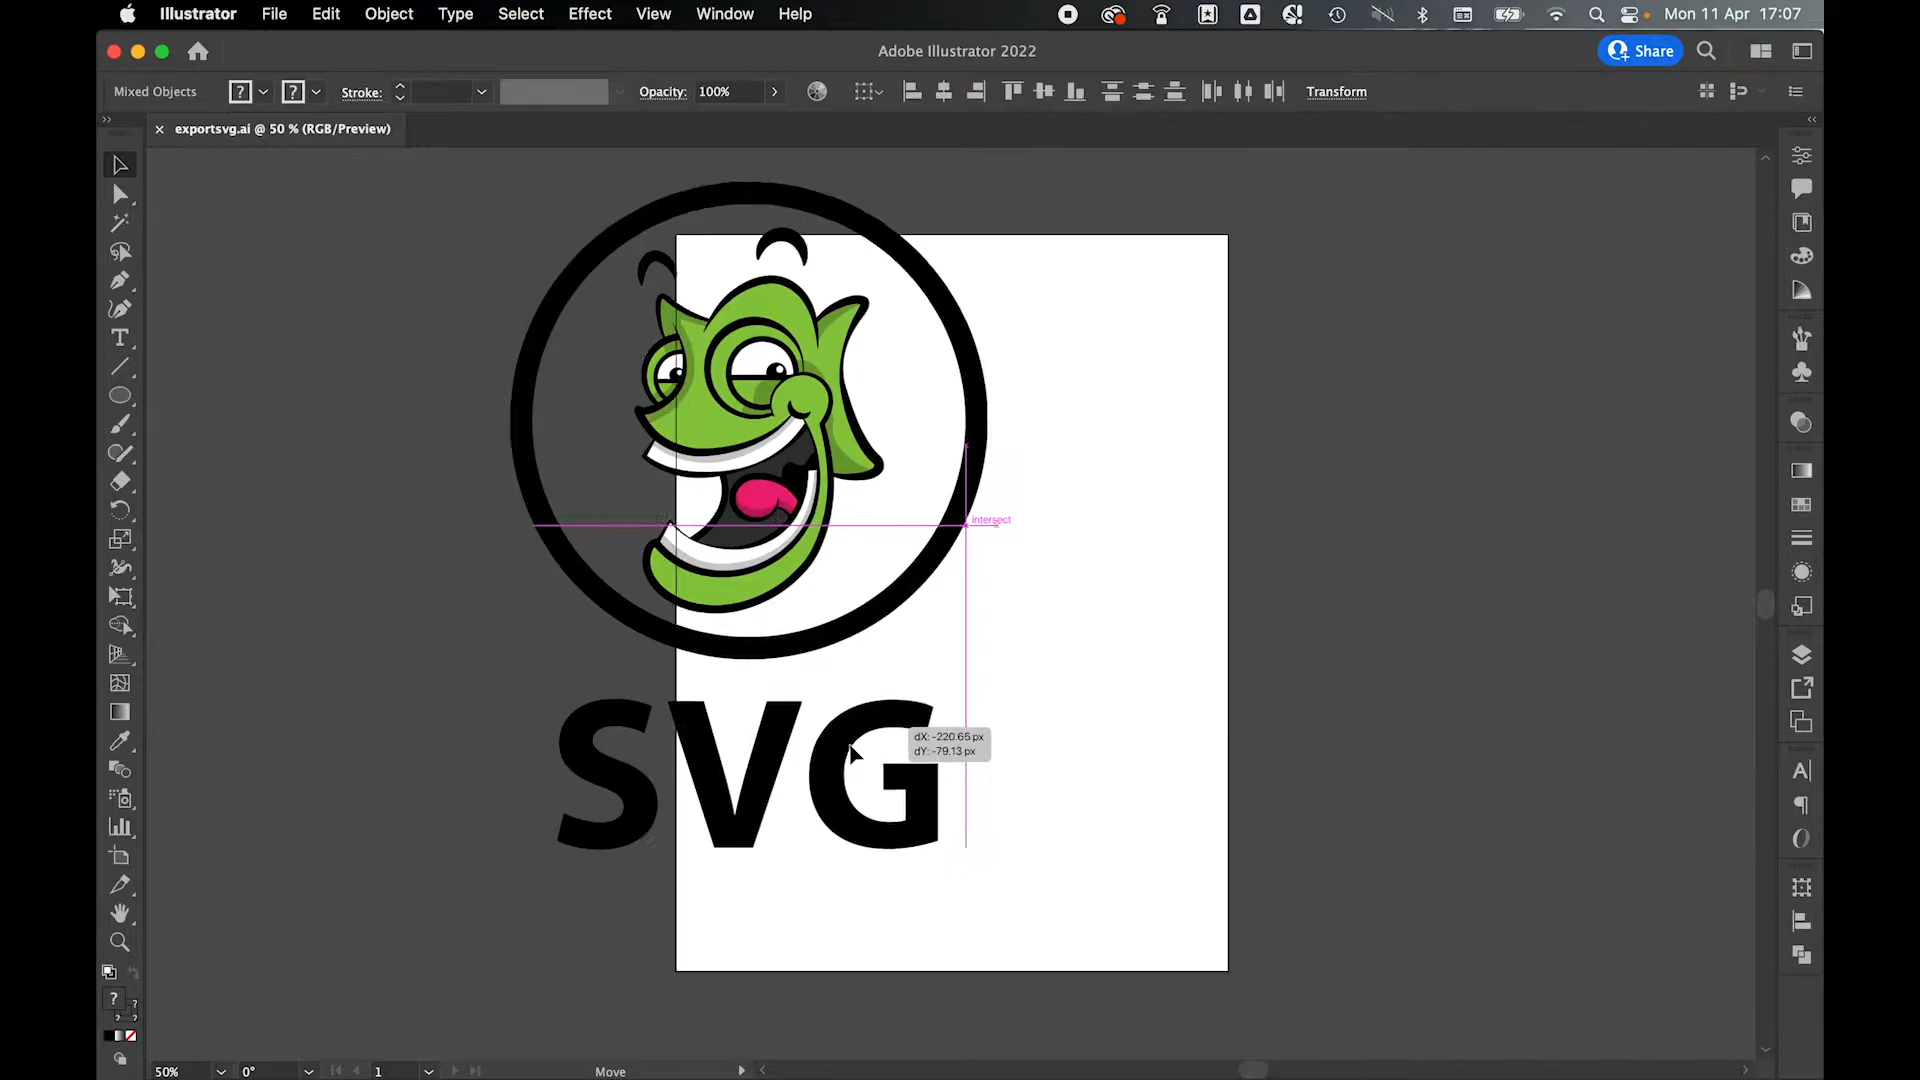 Illustrator File Edit Object Type Select Effect View Window Help Mon 11 Apr 17:07
Adobe Illustrator 2022
Share
Mixed Objects ? ? Stroke: Opacity: 100% Transform
exportsvg.ai @ 50 % (RGB/Preview)
intersect
SVG
dX: -220.65 px
dY: -79.13 px
50% 0° 1 Move